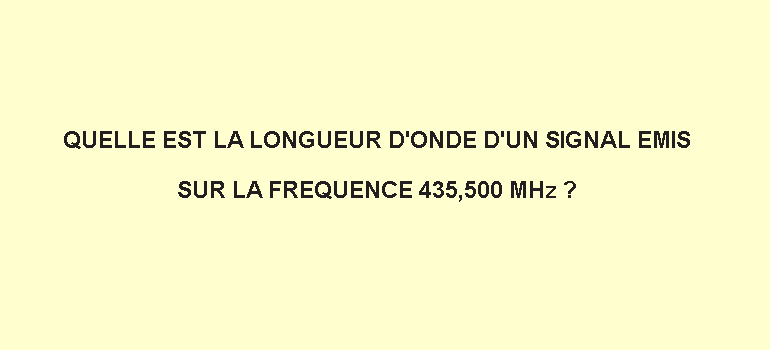 QUELLE EST LA LONGUEUR D'ONDE D'UN SIGNAL EMIS
SUR LA FREQUENCE 435,500 MHz ?